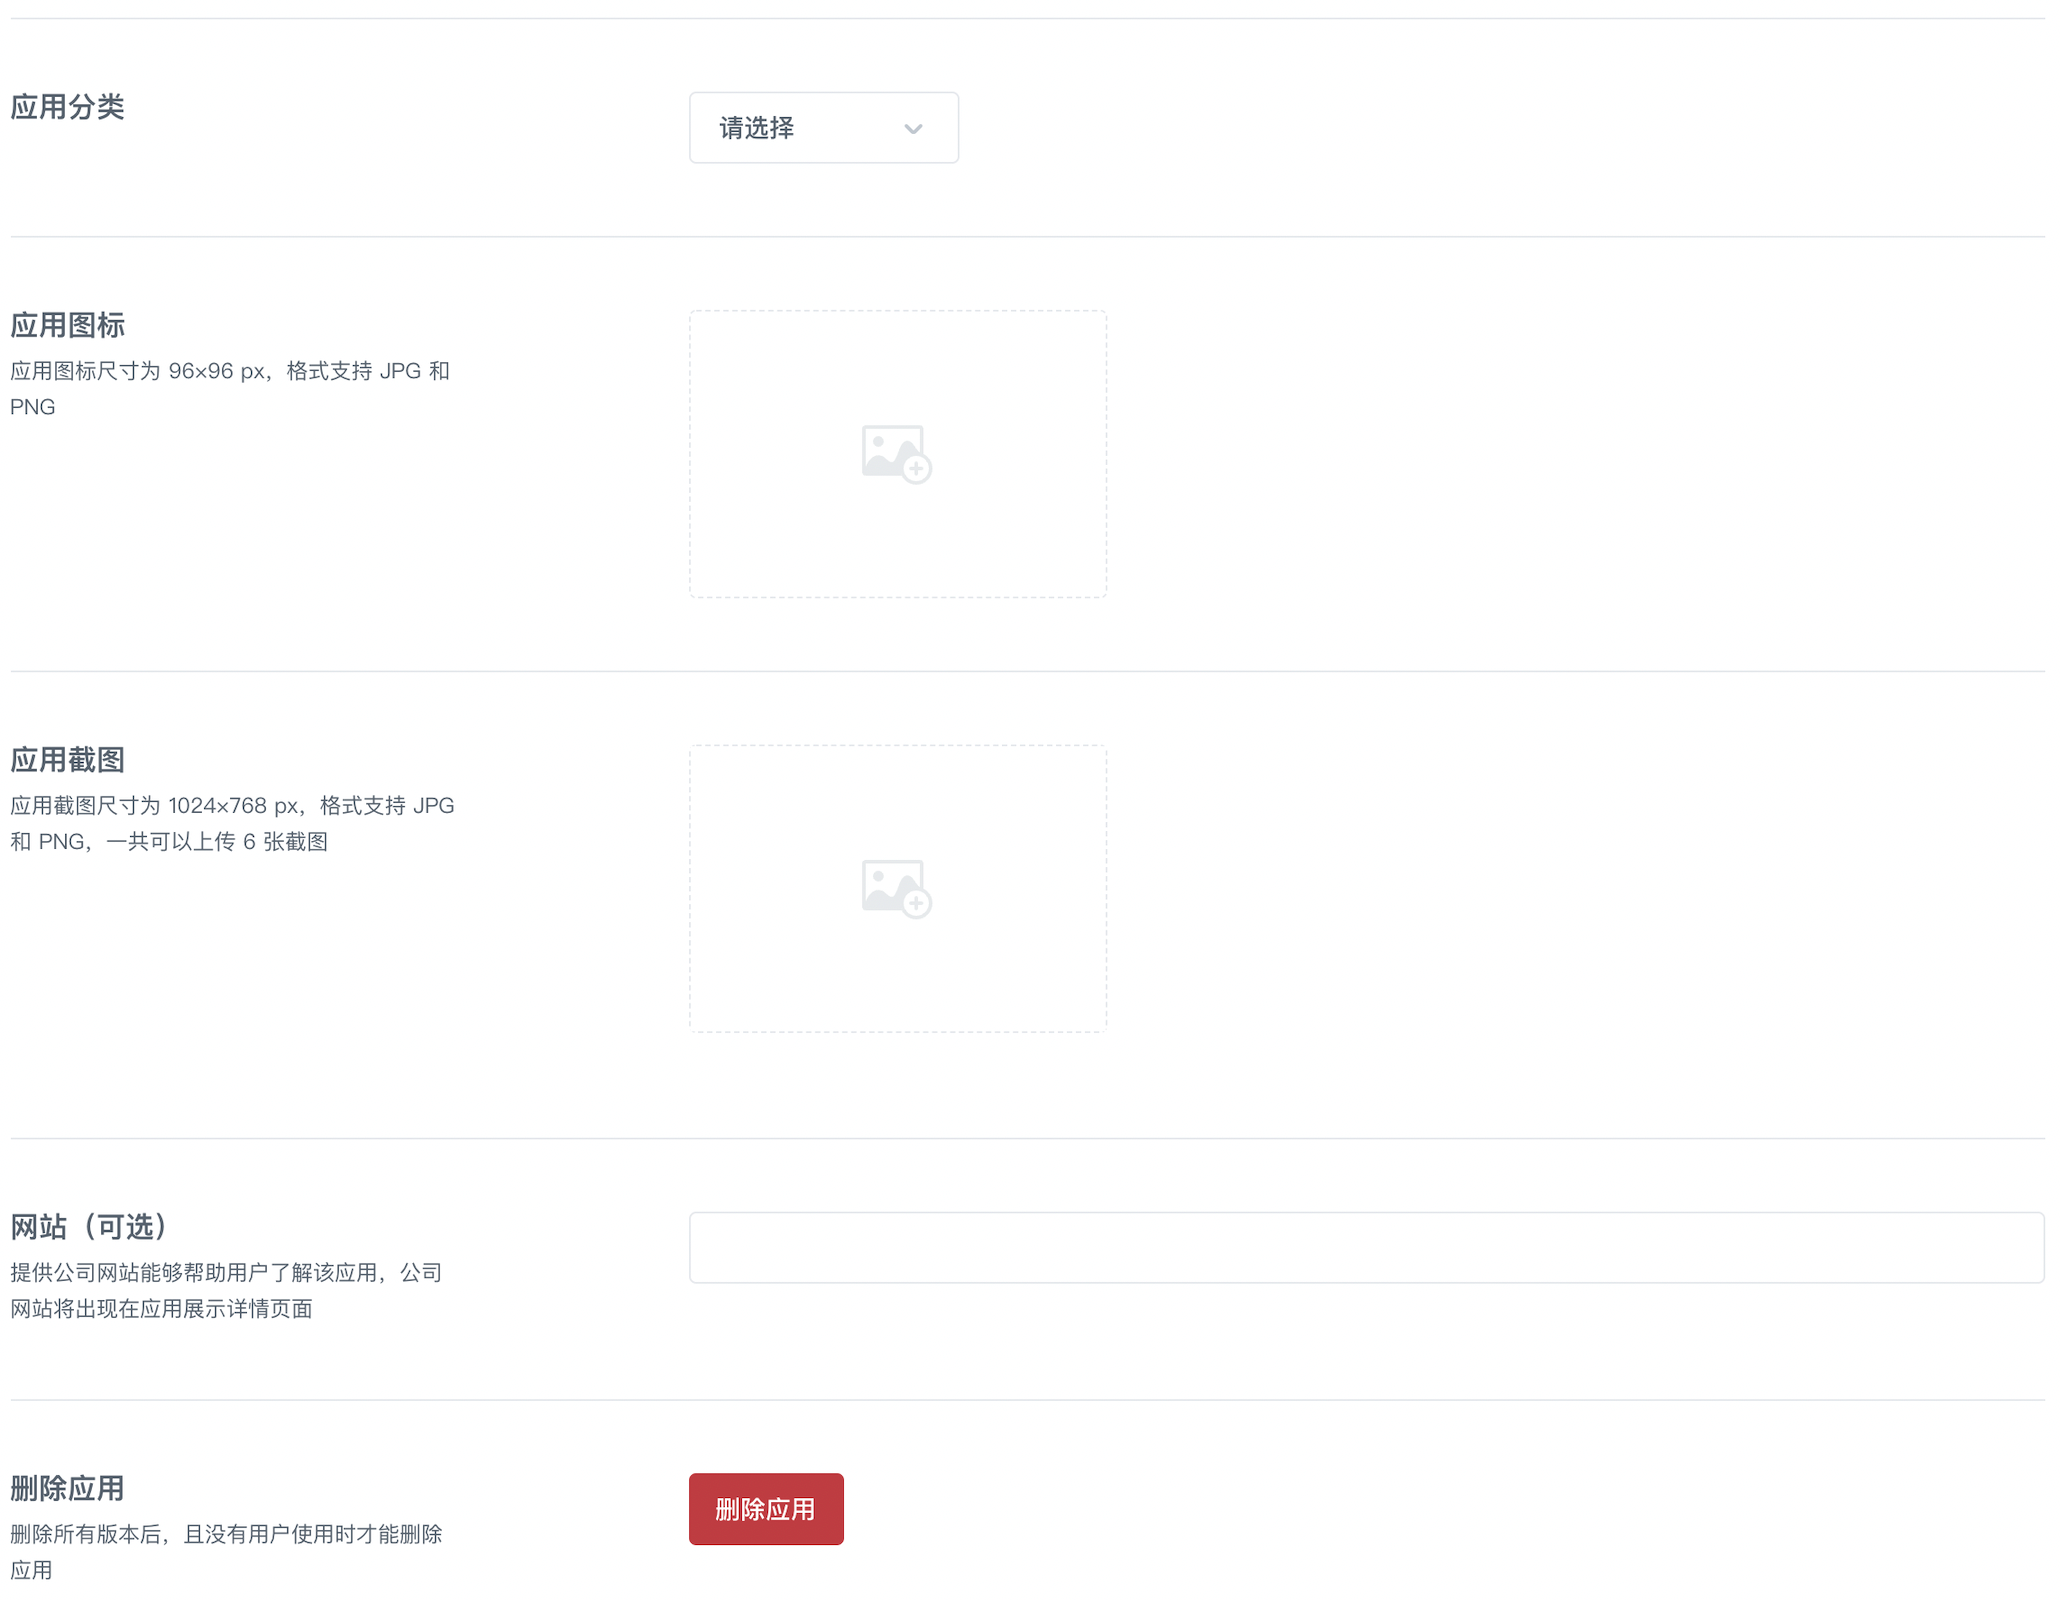 应用分类
请选择
应用图标
应用图标尺寸为 96×96 px，格式支持 JPG 和
PNG
应用截图
应用截图尺寸为 1024×768 px，格式支持 JPG
和 PNG，一共可以上传 6 张截图
网站（可选）
提供公司网站能够帮助用户了解该应用，公司
网站将出现在应用展示详情页面
删除应用
删除应用
删除所有版本后，且没有用户使用时才能删除
应用